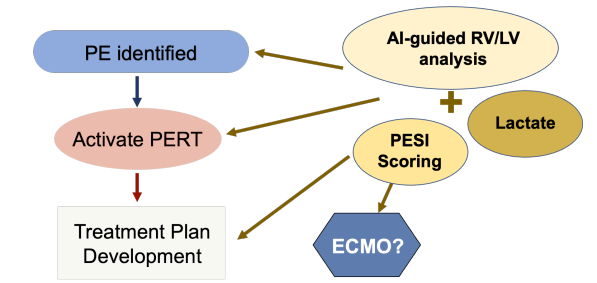 PE identified
AI-guided RV/LV
analysis
Lactate
Activate PERT
PESI
Scoring
Treatment Plan
Development
ECMO?